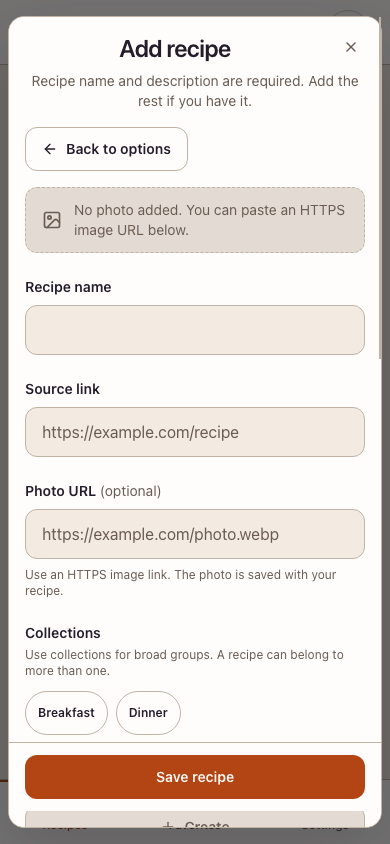 Add recipe
Recipe name and description are required. Add the
rest if you have it.
Back to options
No photo added. You can paste an HTTPS
image URL below.
Recipe name
Source link
https://example.com/recipe
Photo URL (optional)
https://example.com/photo.webp
Use an HTTPS image link. The photo is saved with your
recipe.
Collections
Use collections for broad groups. A recipe can belong to
more than one.
Breakfast
Dinner
Save recipe